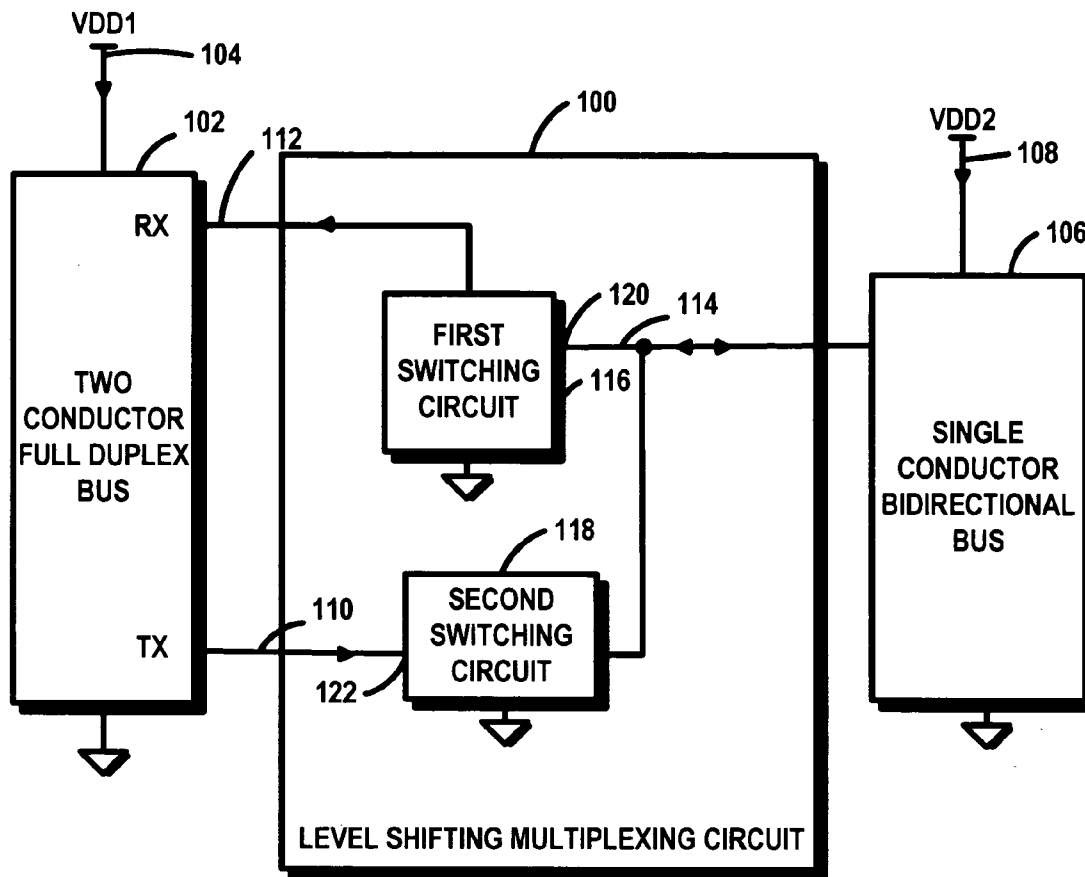 VDD1
104
102
112
100
VDD2
108
106
RX
120
114
FIRST
SWITCHING
CIRCUIT
116
TWO
CONDUCTOR
FULL DUPLEX
BUS
SINGLE
CONDUCTOR
BIDIRECTIONAL
BUS
118
110
TX
SECOND
SWITCHING
CIRCUIT
122
LEVEL SHIFTING MULTIPLEXING CIRCUIT